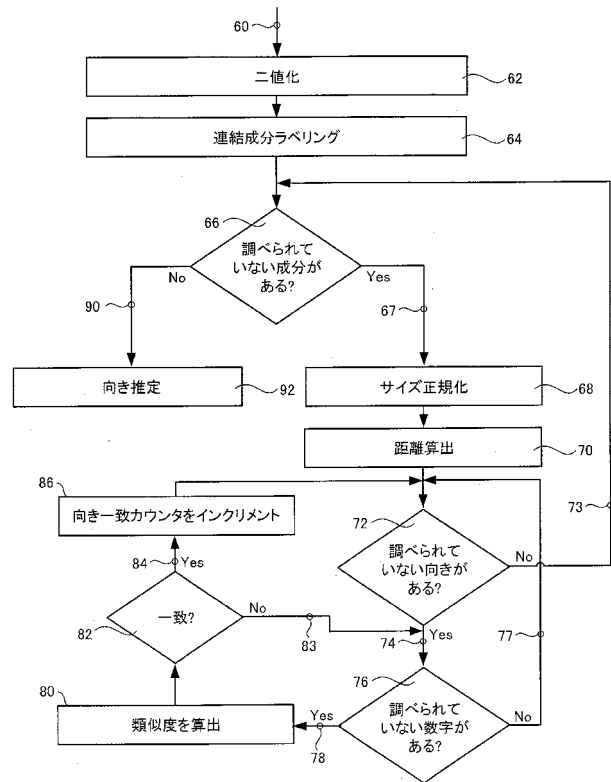 60
二値化
62
連結成分ラベリング
64
66
調べられて
いない成分が
ある?
No
Yes
90
67
向き推定
92
サイズ正規化
68
距離算出
70
86
向き一致カウンタをインクリメント
72
調べられて
いない向きが
ある?
No
73
84
Yes
一致?
82
No
83
74
Yes
77
76
調べられて
いない数字が
ある?
No
80
類似度を算出
Yes
78